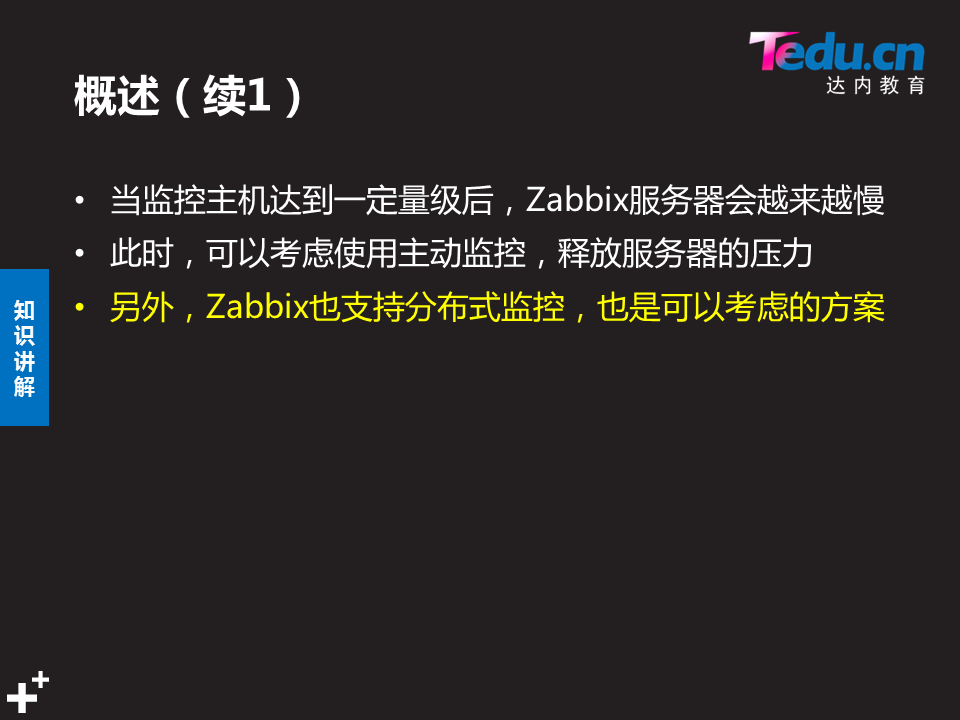 Tedu.cn
达内教育
概述（续1）
• 当监控主机达到一定量级后，Zabbix服务器会越来越慢
• 此时，可以考虑使用主动监控，释放服务器的压力
• 另外，Zabbix也支持分布式监控，也是可以考虑的方案
知
识
讲
解